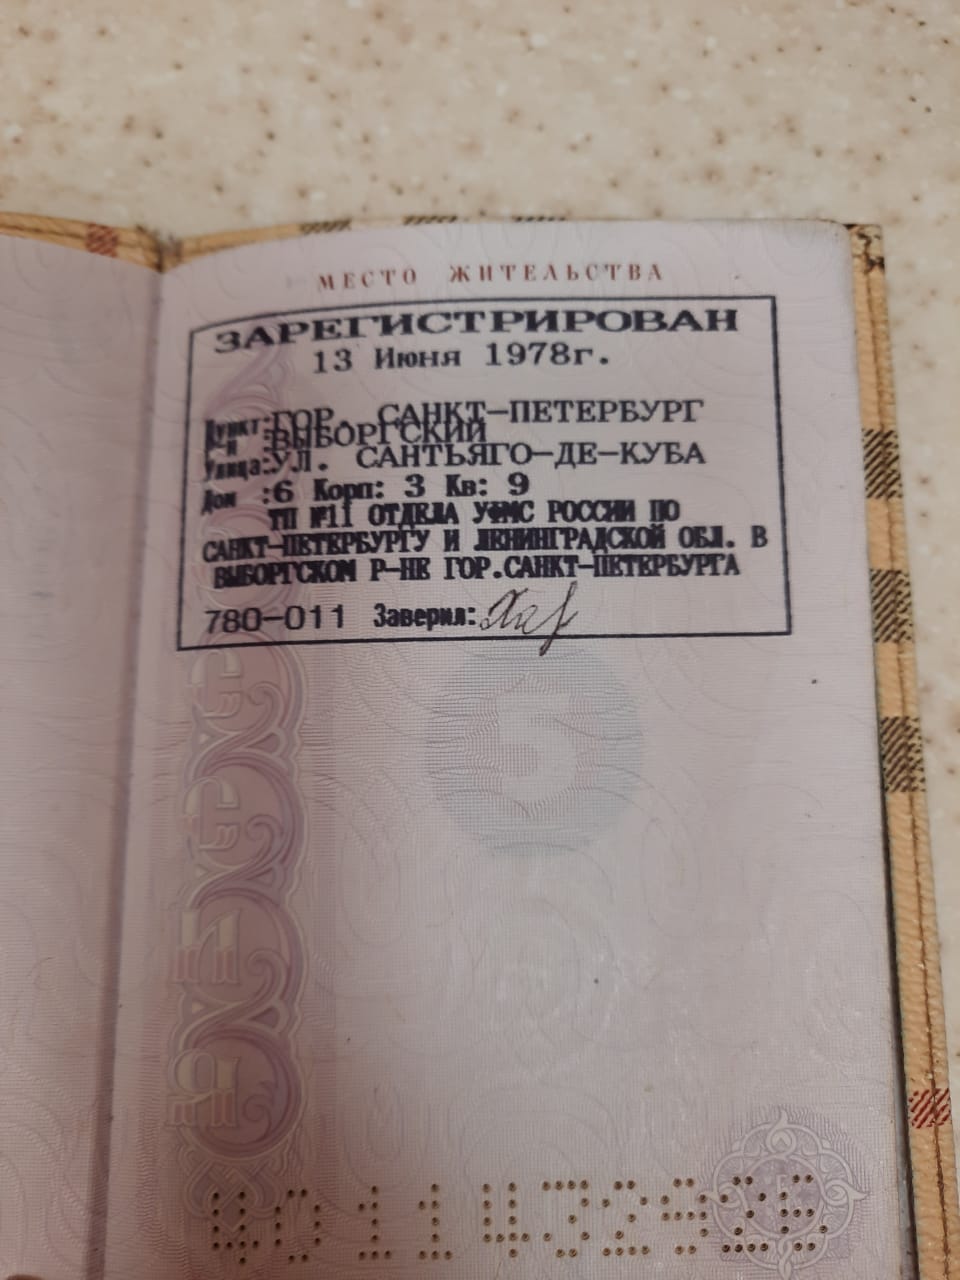 МЕСТО ЖИТЕЛЬСТВА
ЗАРЕГИСТРИРОВАН
13 Июня 1978г.
Пункт:ГОР. САНКТ-ПЕТЕРБУРГ
Р-н :ВЫБОРГСКИЙ
Улица:УЛ. САНТЬЯГО-ДЕ-КУБА
Дом :6 Корп: 3 Кв: 9
ТП №11 ОТДЕЛА УФМС РОССИИ ПО
САНКТ-ПЕТЕРБУРГУ И ЛЕНИНГРАДСКОЙ ОБЛ. В
ВЫБОРГСКОМ Р-НЕ ГОР.САНКТ-ПЕТЕРБУРГА
780-011 Заверил:
5